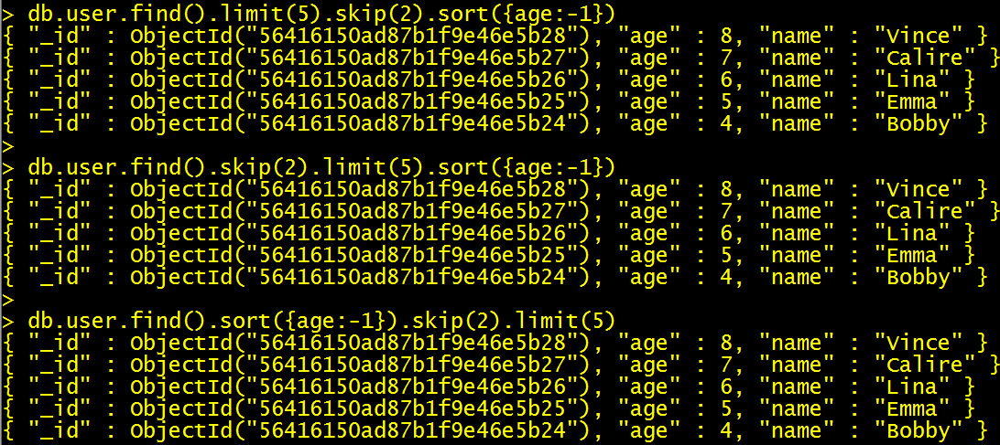 > db.user.find().limit(5).skip(2).sort({age:-1})
{ "_id" : ObjectId("56416150ad87b1f9e46e5b28"), "age" : 8, "name" : "Vince" }
{ "_id" : ObjectId("56416150ad87b1f9e46e5b27"), "age" : 7, "name" : "Calire" }
{ "_id" : ObjectId("56416150ad87b1f9e46e5b26"), "age" : 6, "name" : "Lina" }
{ "_id" : ObjectId("56416150ad87b1f9e46e5b25"), "age" : 5, "name" : "Emma" }
{ "_id" : ObjectId("56416150ad87b1f9e46e5b24"), "age" : 4, "name" : "Bobby" }
>
> db.user.find().skip(2).limit(5).sort({age:-1})
{ "_id" : ObjectId("56416150ad87b1f9e46e5b28"), "age" : 8, "name" : "Vince" }
{ "_id" : ObjectId("56416150ad87b1f9e46e5b27"), "age" : 7, "name" : "Calire" }
{ "_id" : ObjectId("56416150ad87b1f9e46e5b26"), "age" : 6, "name" : "Lina" }
{ "_id" : ObjectId("56416150ad87b1f9e46e5b25"), "age" : 5, "name" : "Emma" }
{ "_id" : ObjectId("56416150ad87b1f9e46e5b24"), "age" : 4, "name" : "Bobby" }
>
> db.user.find().sort({age:-1}).skip(2).limit(5)
{ "_id" : ObjectId("56416150ad87b1f9e46e5b28"), "age" : 8, "name" : "Vince" }
{ "_id" : ObjectId("56416150ad87b1f9e46e5b27"), "age" : 7, "name" : "Calire" }
{ "_id" : ObjectId("56416150ad87b1f9e46e5b26"), "age" : 6, "name" : "Lina" }
{ "_id" : ObjectId("56416150ad87b1f9e46e5b25"), "age" : 5, "name" : "Emma" }
{ "_id" : ObjectId("56416150ad87b1f9e46e5b24"), "age" : 4, "name" : "Bobby" }